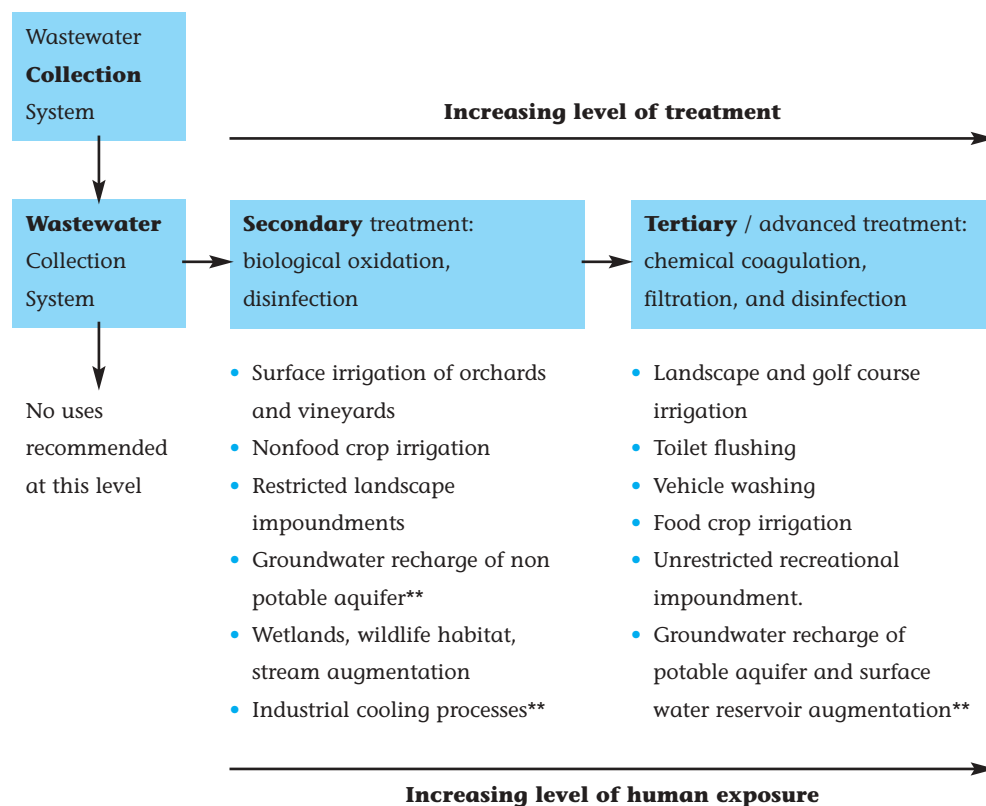 Wastewater
Collection
System
Increasing level of treatment
Wastewater
Collection
System
Secondary treatment:
biological oxidation,
disinfection
Tertiary / advanced treatment:
chemical coagulation,
filtration, and disinfection
No uses
recommended
at this level
• Surface irrigation of orchards
and vineyards
• Nonfood crop irrigation
• Restricted landscape
impoundments
• Groundwater recharge of non
potable aquifer**
• Wetlands, wildlife habitat,
stream augmentation
• Industrial cooling processes**
• Landscape and golf course
irrigation
• Toilet flushing
• Vehicle washing
• Food crop irrigation
• Unrestricted recreational
impoundment.
• Groundwater recharge of
potable aquifer and surface
water reservoir augmentation**
Increasing level of human exposure